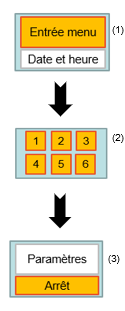 Entrée menu (1)
Date et heure
1 2 3 (2)
4 5 6
Paramètres (3)
Arrêt